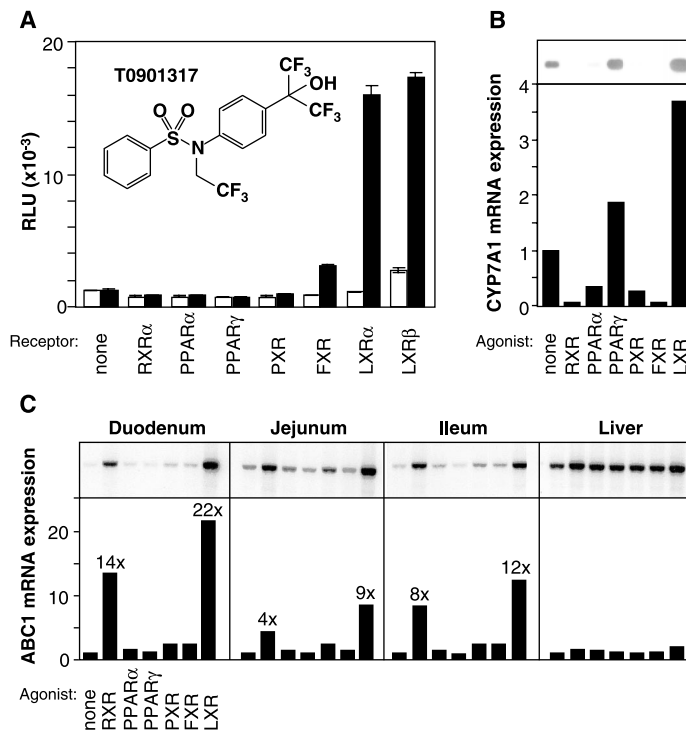 A
20
10
0
RLU (x10-3)
T0901317
CF3
OH
CF3
O O
S
N
CF3
Receptor:
none
RXRα
PPARα
PPARγ
PXR
FXR
LXRα
LXRβ
B
4
3
2
1
0
CYP7A1 mRNA expression
Agonist:
none
RXR
PPARα
PPARγ
PXR
FXR
LXR
C
Duodenum Jejunum Ileum Liver
ABC1 mRNA expression
20
10
0
14x
22x
4x
9x
8x
12x
Agonist:
none
RXR
PPARα
PPARγ
PXR
FXR
LXR